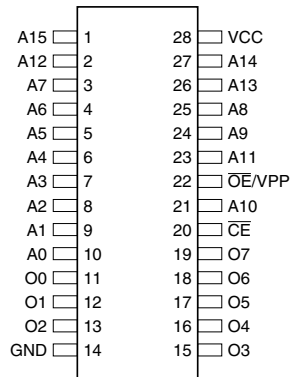 A15 1 28 VCC
A12 2 27 A14
A7 3 26 A13
A6 4 25 A8
A5 5 24 A9
A4 6 23 A11
A3 7 22 O̅E̅/VPP
A2 8 21 A10
A1 9 20 C̅E̅
A0 10 19 O7
O0 11 18 O6
O1 12 17 O5
O2 13 16 O4
GND 14 15 O3